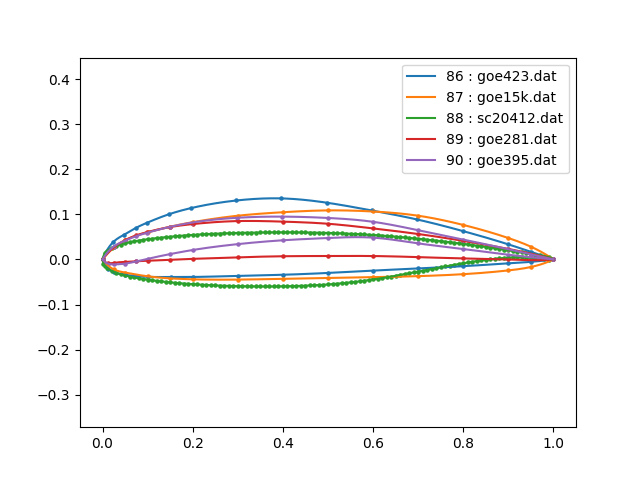 0.4
0.3
0.2
0.1
0.0
−0.1
−0.2
−0.3
0.0 0.2 0.4 0.6 0.8 1.0
86 : goe423.dat
87 : goe15k.dat
88 : sc20412.dat
89 : goe281.dat
90 : goe395.dat